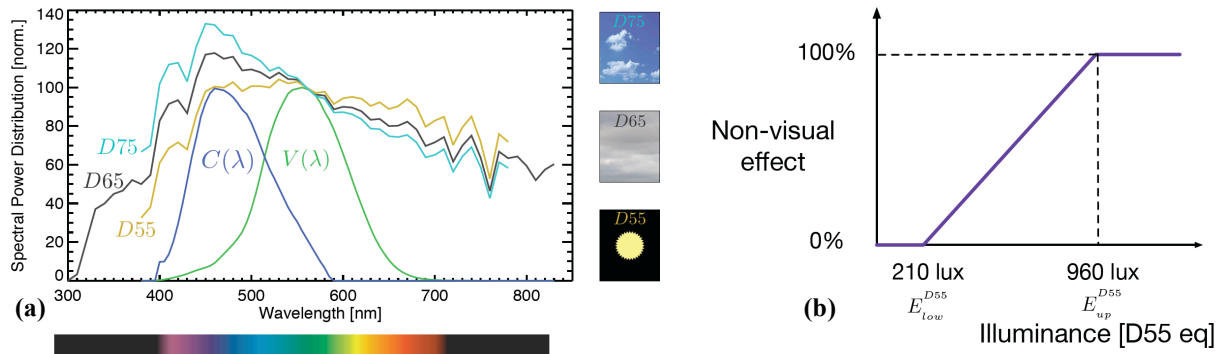 Spectral Power Distribution [norm.]
140
120
100
80
60
40
20
0
300 400 500 600 700 800
Wavelength [nm]
D75
D65
D55
C(λ)
V(λ)
(a)
D75
D65
D55
100%
Non-visual
effect
0%
210 lux 960 lux
E_low^D55 E_up^D55
(b)
Illuminance [D55 eq]